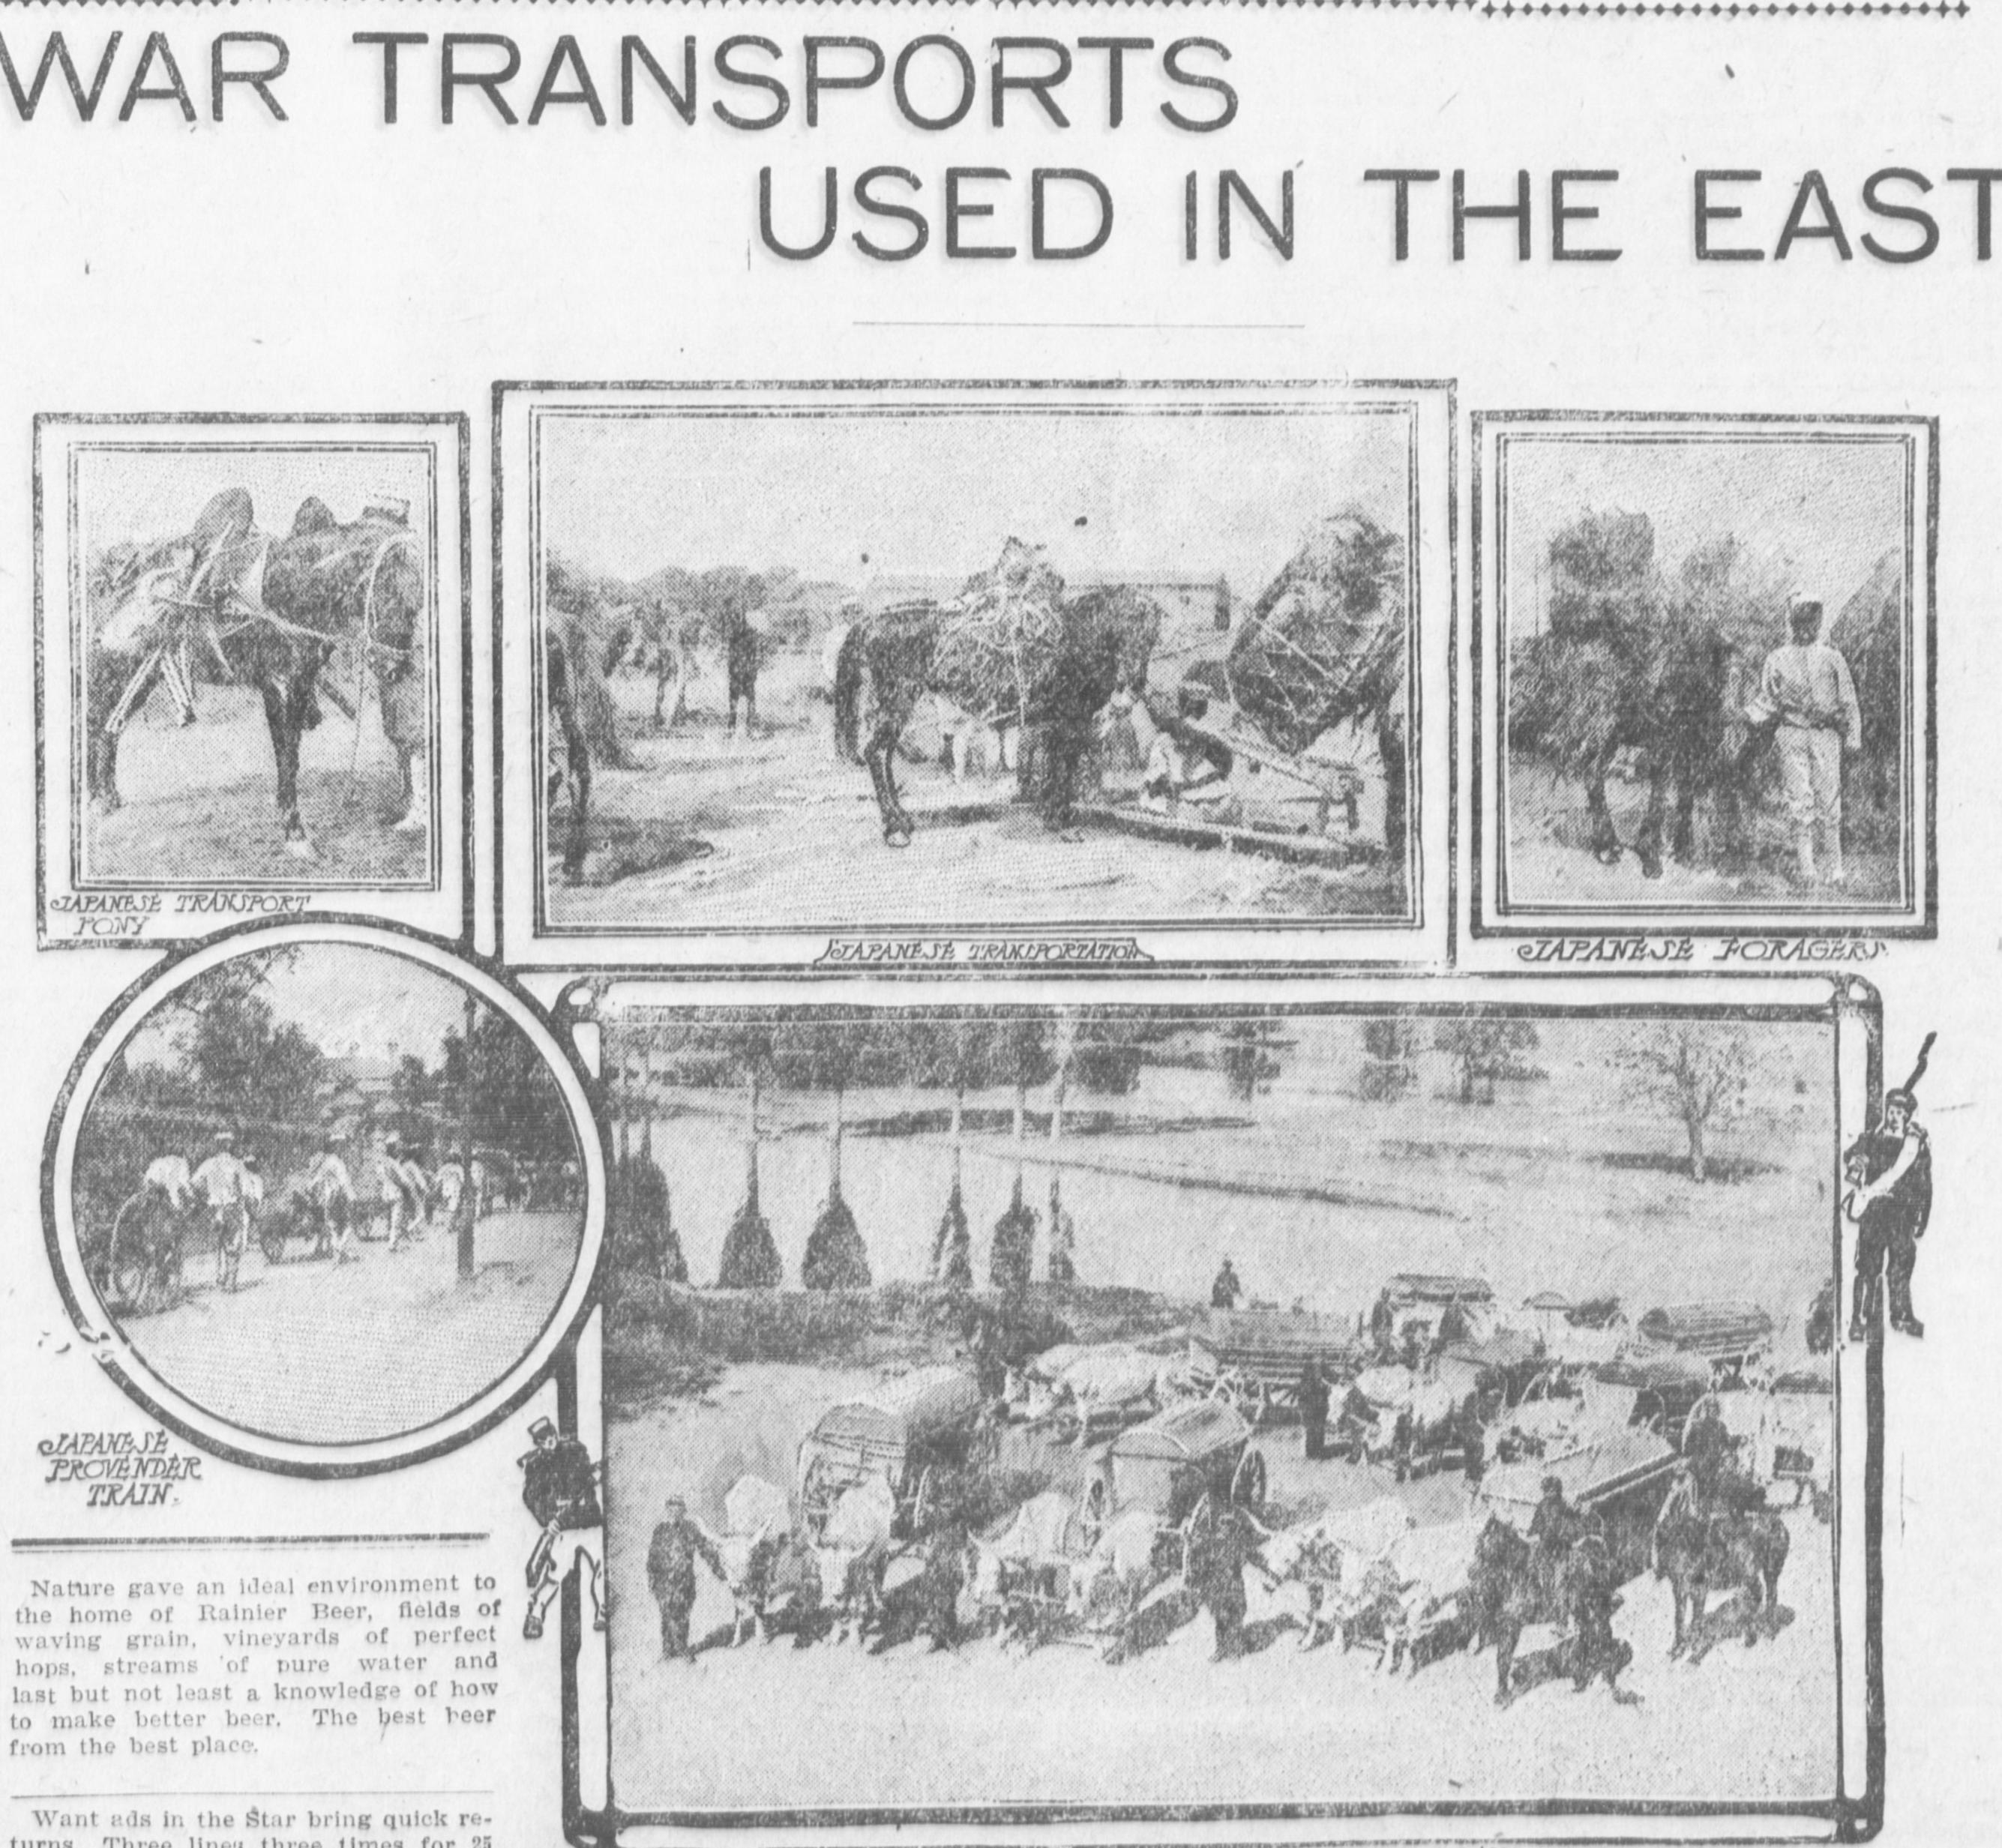 WAR TRANSPORTS
USED IN THE EAST
JAPANESE TRANSPORT
PONY
JAPANESE TRANSPORTATION
JAPANESE FORAGERS
JAPANESE
PROVENDER
TRAIN.
Nature gave an ideal environment to
the home of Rainier Beer, fields of
waving grain, vineyards of perfect
hops, streams of pure water and
last but not least a knowledge of how
to make better beer. The best beer
from the best place.
Want ads in the Star bring quick re-
turns. Three lines three times for 25